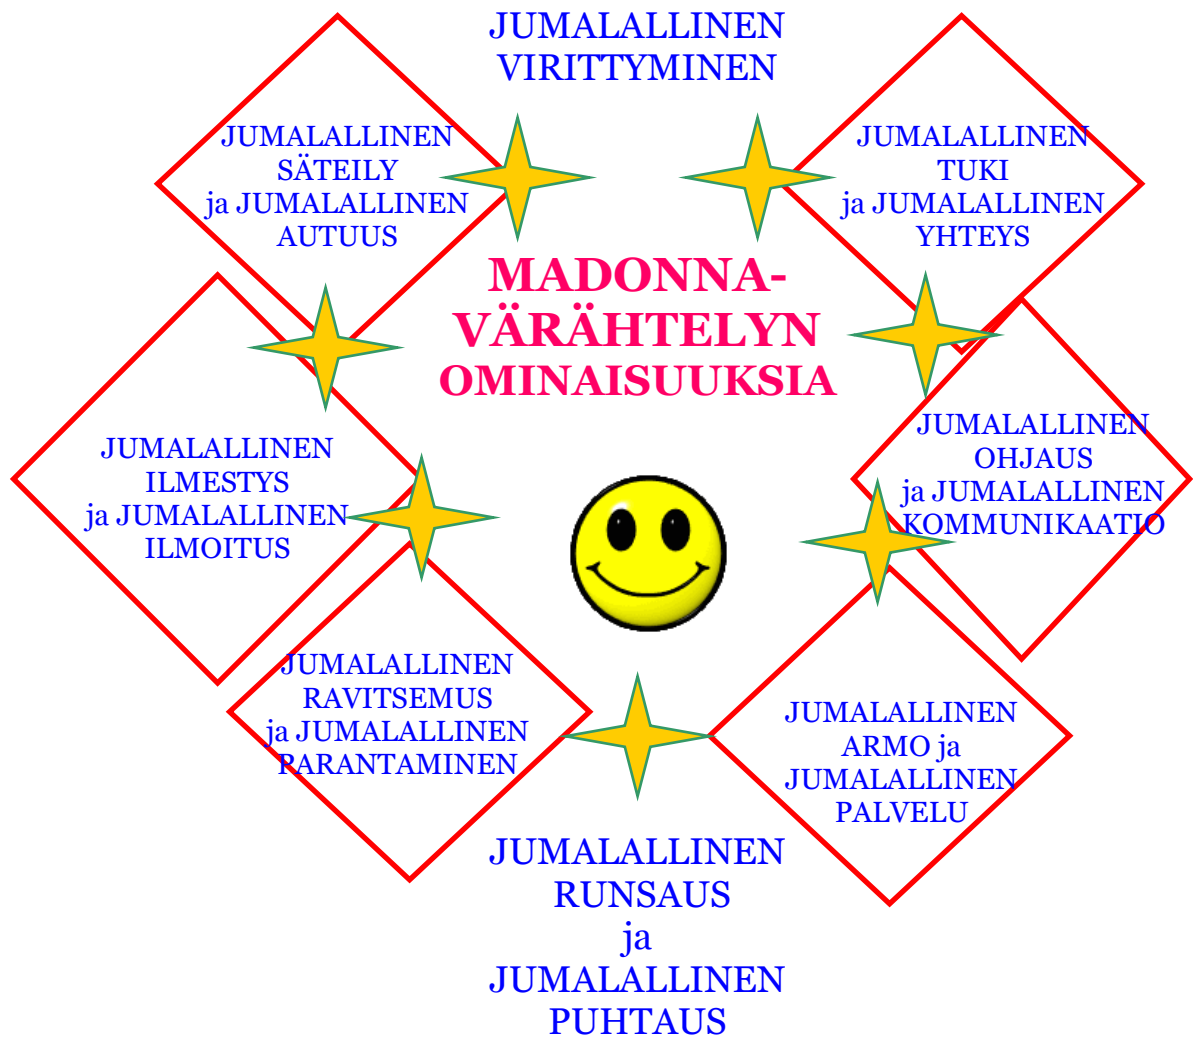 JUMALALLINEN
VIRITTYMINEN
JUMALALLINEN
SÄTEILY
ja JUMALALLINEN
AUTUUS
JUMALALLINEN
TUKI
ja JUMALALLINEN
YHTEYS
MADONNA-
VÄRÄHTELYN
OMINAISUUKSIA
JUMALALLINEN
ILMESTYS
ja JUMALALLINEN
ILMOITUS
JUMALALLINEN
OHJAUS
ja JUMALALLINEN
KOMMUNIKAATIO
JUMALALLINEN
RAVITSEMUS
ja JUMALALLINEN
PARANTAMINEN
JUMALALLINEN
ARMO ja
JUMALALLINEN
PALVELU
JUMALALLINEN
RUNSAUS
ja
JUMALALLINEN
PUHTAUS